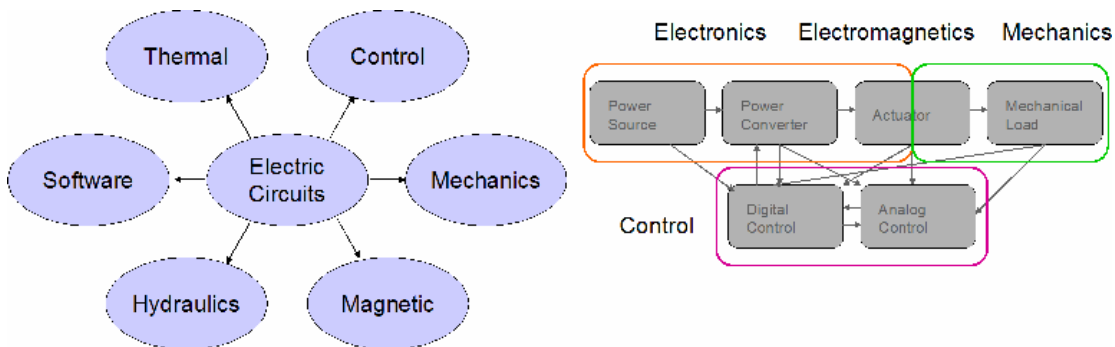 Thermal
Control
Software
Electric
Circuits
Mechanics
Hydraulics
Magnetic
Electronics
Electromagnetics
Mechanics
Power
Source
Power
Converter
Actuator
Mechanical
Load
Control
Digital
Control
Analog
Control